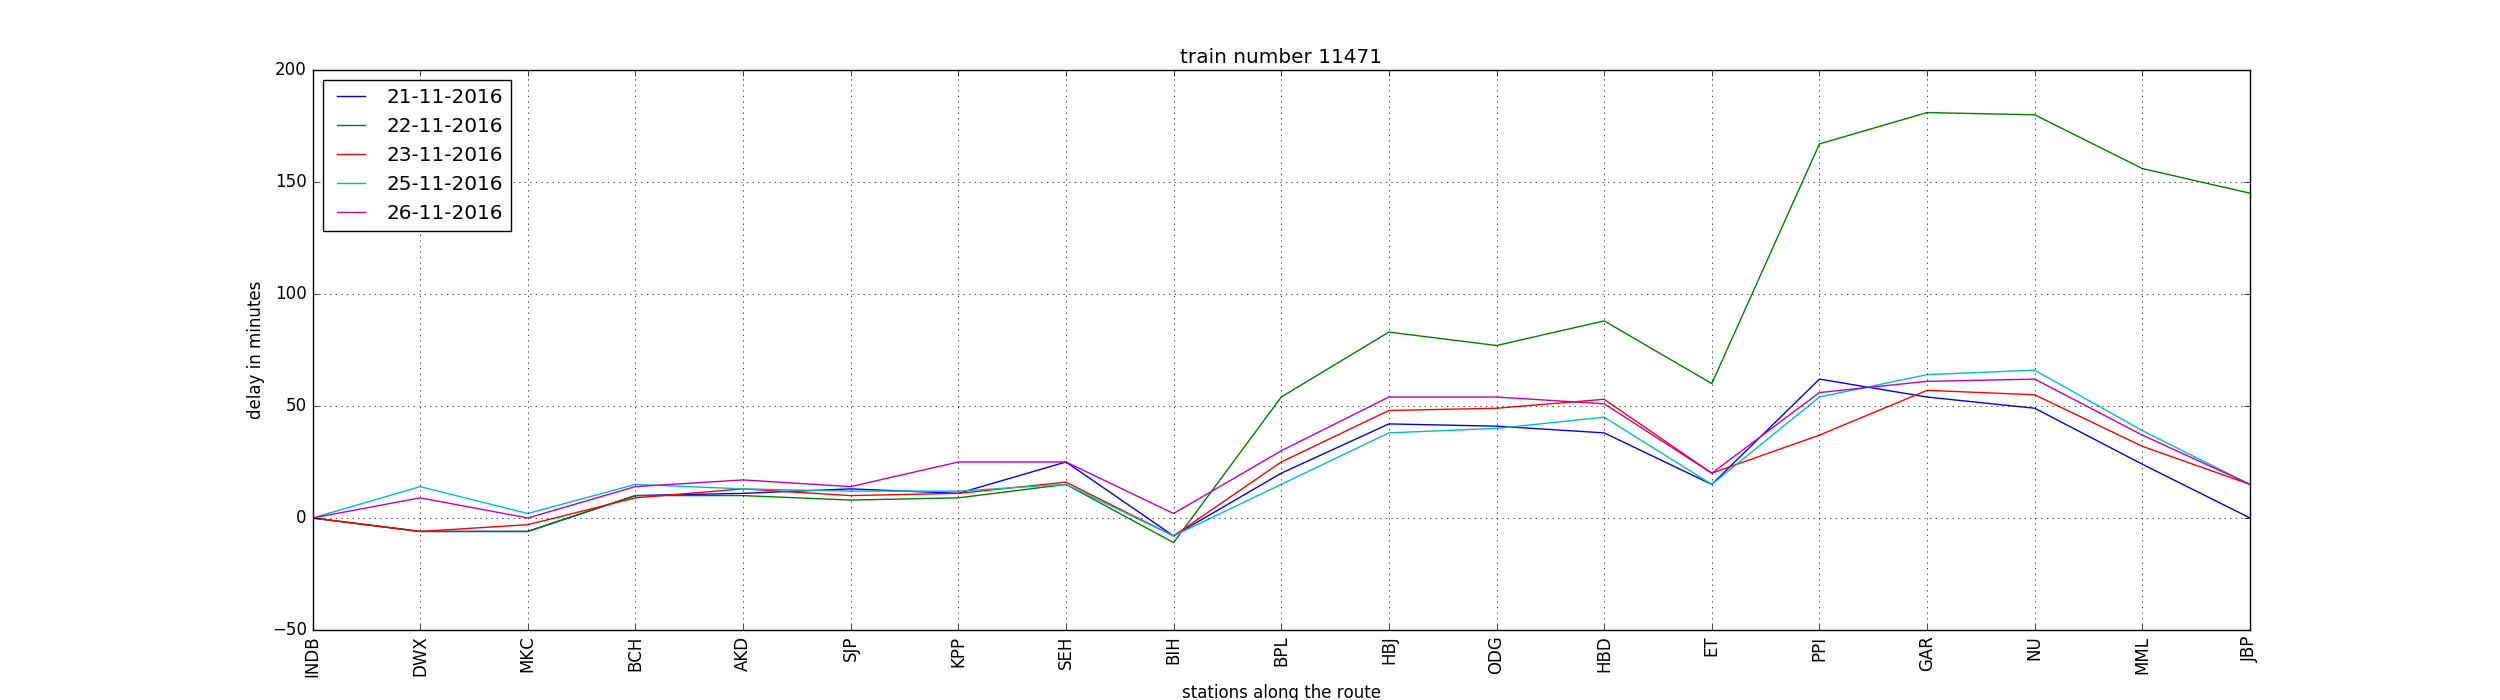 train number 11471
200
150
100
50
0
−50
delay in minutes
21-11-2016
22-11-2016
23-11-2016
25-11-2016
26-11-2016
INDB
DWX
MKC
BCH
AKD
SJP
KPP
SEH
BIH
BPL
HBJ
ODG
HBD
ET
PPI
GAR
NU
MML
JBP
stations along the route